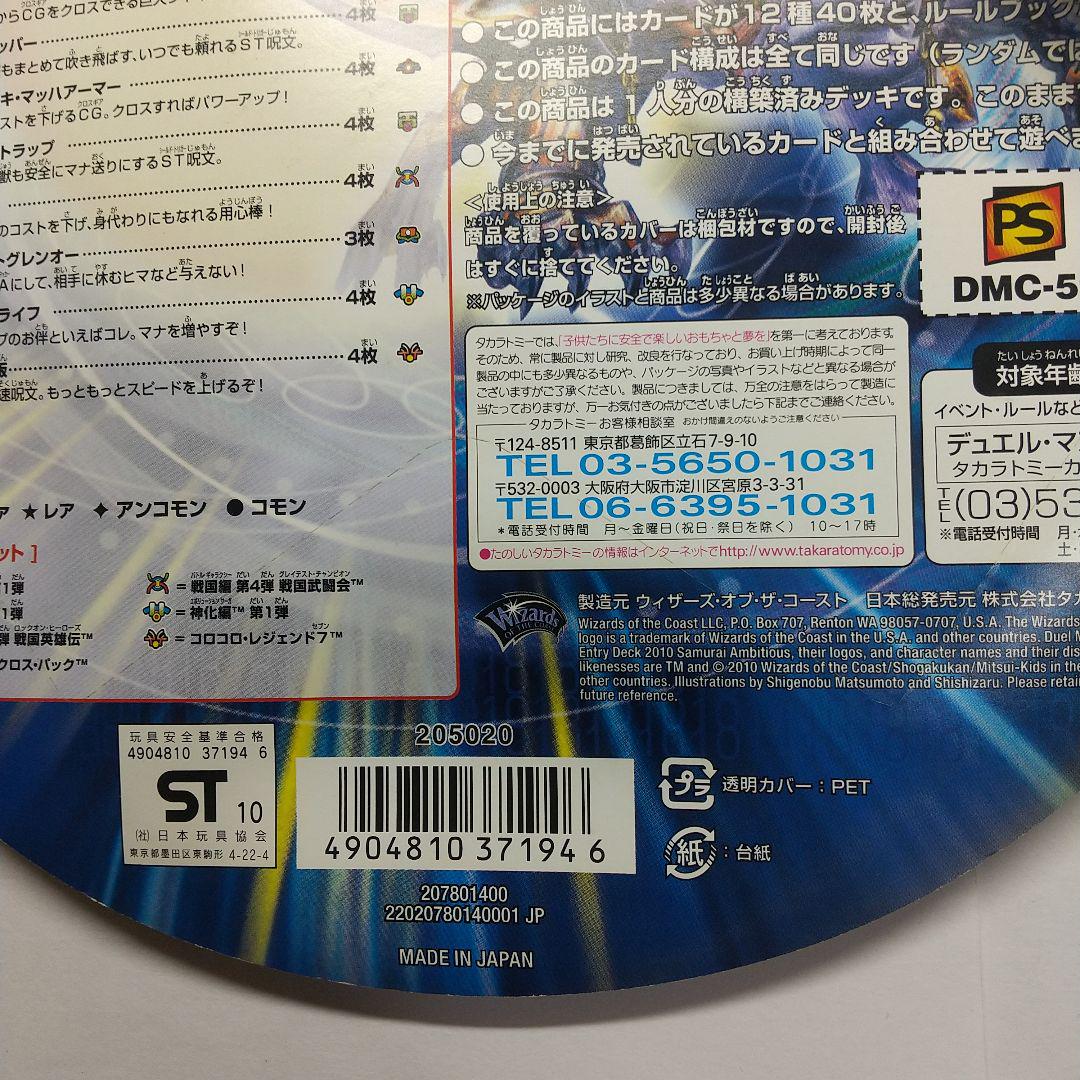 からCGをクロスできる巨大
4枚
ッパー
もまとめて吹き飛ばす、いつでも頼れるST呪文。
4枚
キ・マッハアーマー
ストを下げるCG。クロスすればパワーアップ!
4枚
トラップ
獣も安全にマナ送りにするST呪文。
4枚
のコストを下げ、身代わりにもなれる用心棒!
3枚
トグレンオー
Aにして、相手に休むヒマなど与えない!
4枚
ライフ
プのお伴といえばコレ。マナを増やすぞ!
4枚
速呪文。もっともっとスピードを上げるぞ!
ア ★レア ✦アンコモン ●コモン
ット]
1弾
1弾
弾 戦国英雄伝™
クロス・パック™
= 戦国編 第4弾 戦国武闘会™
= 神化編™ 第1弾
= コロコロ・レジェンド7™
●この商品にはカードが12種40枚と、ルールブック
●この商品のカード構成は全て同じです(ランダムでは
●この商品は1人分の構築済みデッキです。このまま
●今までに発売されているカードと組み合わせて遊べま
<使用上の注意>
商品を覆っているカバーは梱包材ですので、開封後
はすぐに捨ててください。
※パッケージのイラストと商品は多少異なる場合があります。
PS
DMC-5
タカラトミーでは、「子供たちに安全で楽しいおもちゃと夢を」を第一に考えております。
そのため、常に製品に対し研究、改良を行なっており、お買い上げ時期によって同一
製品の中にも多少異なるものや、パッケージの写真やイラストなどと異なる場合が
ございますがご了承ください。製品につきましては、万全の注意をはらって製造に
当たっておりますが、万一お気付きの点がございましたら下記までご連絡ください。
タカラトミー お客様相談室 おかけ間違えのないようご注意ください
〒124-8511 東京都葛飾区立石7-9-10
TEL 03-5650-1031
〒532-0003 大阪府大阪市淀川区宮原3-3-31
TEL 06-6395-1031
*電話受付時間 月〜金曜日(祝日・祭日を除く) 10〜17時
●たのしいタカラトミーの情報はインターネットでhttp://www.takaratomy.co.jp
対象年齢
イベント・ルールなど
デュエル・マ
タカラトミーカ
TEL(03)53
※電話受付時間 月・
土・
Wizards OF THE COAST
製造元 ウィザーズ・オブ・ザ・コースト 日本総発売元 株式会社タカ
Wizards of the Coast LLC, P.O. Box 707, Renton WA 98057-0707, U.S.A. The Wizards
logo is a trademark of Wizards of the Coast in the U.S.A. and other countries. Duel M
Entry Deck 2010 Samurai Ambitious, their logos, and character names and their dis
likenesses are TM and © 2010 Wizards of the Coast/Shogakukan/Mitsui-Kids in the
other countries. Illustrations by Shigenobu Matsumoto and Shishizaru. Please retain
future reference.
玩具安全基準合格
4904810 37194 6
ST 10
(社)日本玩具協会
東京都墨田区東駒形 4-22-4
205020
4904810 371946
プラ 透明カバー:PET
紙 :台紙
207801400
22020780140001 JP
MADE IN JAPAN